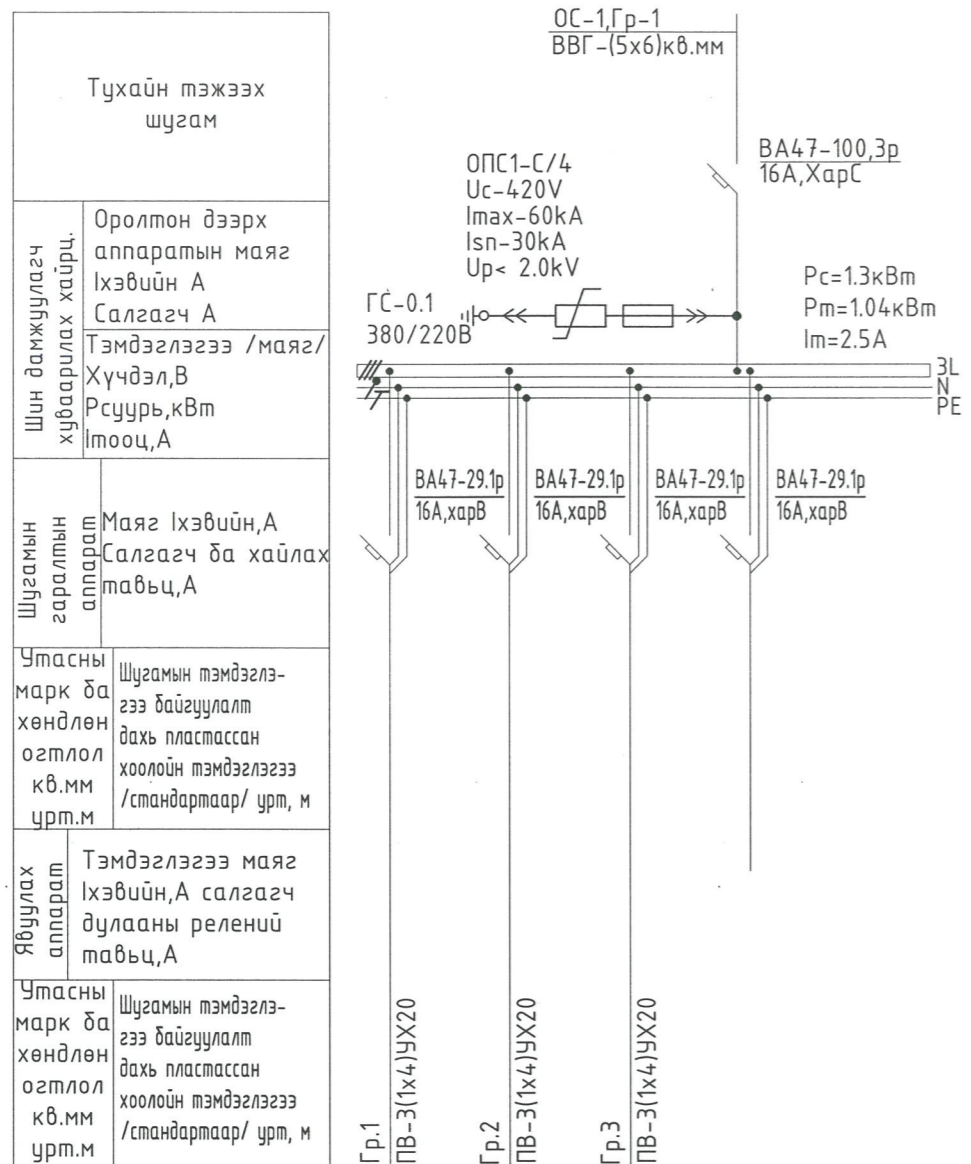 Тухайн тэжээх
шугам
Шин дамжуулагч
хуваарилах хайрц.
Оролтон дээрх
аппаратын маяг
Iхэвийн А
Салгагч А
Тэмдэглэгээ /маяг/
Хүчдэл,В
Рсуурь,кВт
Iтооц,А
Шугамын
гаралтын
аппарат
Маяг Iхэвийн,А
Салгагч ба хайлах
тавьц,А
Утасны
марк ба
хөндлөн
огтлол
кв.мм
урт.м
Шугамын тэмдэглэ-
гээ байгуулалт
дахь пластассан
хоолойн тэмдэглэгээ
/стандартаар/ урт, м
Явуулах
аппарат
Тэмдэглэгээ маяг
Iхэвийн,А салгагч
дулааны релений
тавьц,А
Утасны
марк ба
хөндлөн
огтлол
кв.мм
урт.м
Шугамын тэмдэглэ-
гээ байгуулалт
дахь пластассан
хоолойн тэмдэглэгээ
/стандартаар/ урт, м
ОС-1,Гр-1
ВВГ-(5х6)кв.мм
ВА47-100,3р
16А,ХарС
ОПС1-С/4
Uc-420V
Imax-60kA
Isn-30kA
Up< 2.0kV
ГС-0.1
380/220В
Рс=1.3кВт
Рт=1.04кВт
Iт=2.5А
3L
N
PE
ВА47-29.1р
16А,харВ
ВА47-29.1р
16А,харВ
ВА47-29.1р
16А,харВ
ВА47-29.1р
16А,харВ
Гр.1
ПВ-3(1х4)УХ20
Гр.2
ПВ-3(1х4)УХ20
Гр.3
ПВ-3(1х4)УХ20